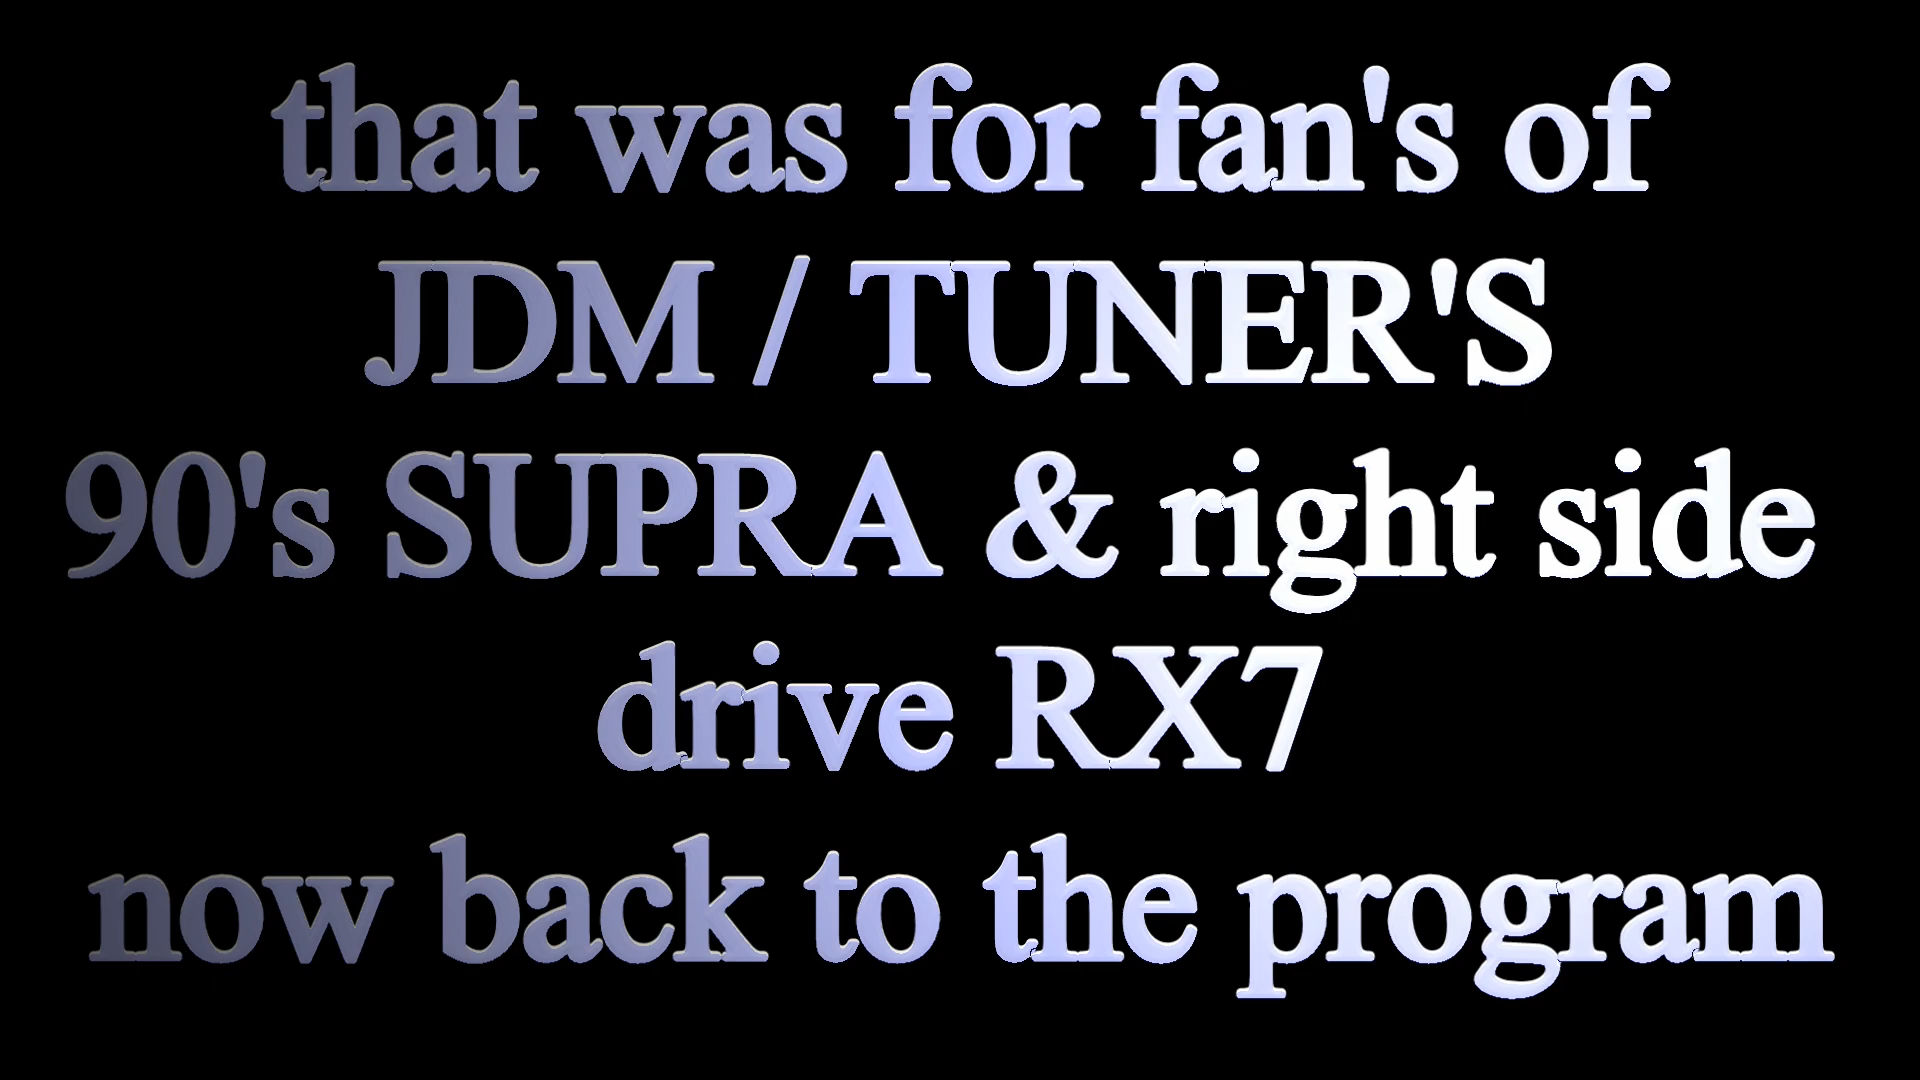 that was for fan's of
JDM / TUNER'S
90's SUPRA & right side
drive RX7
now back to the program